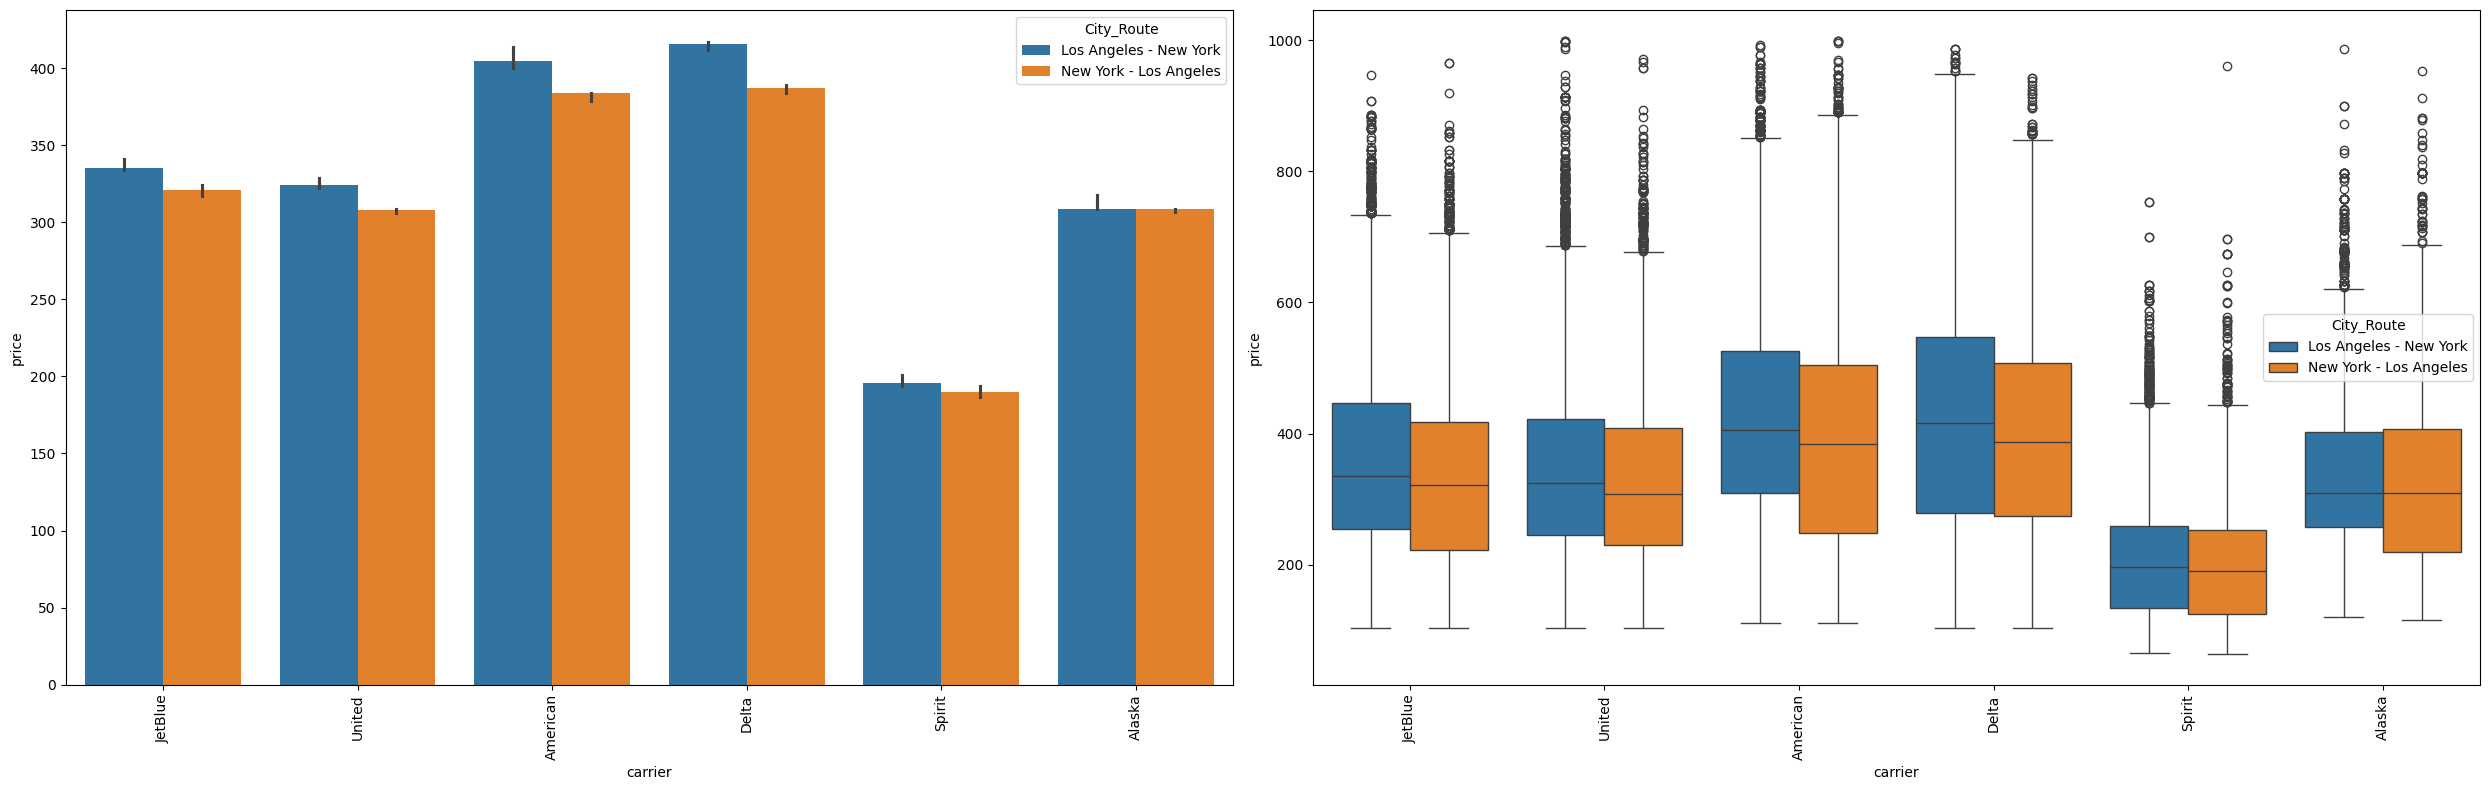 City_Route
Los Angeles - New York
New York - Los Angeles
400
350
300
250
200
150
100
50
0
price
JetBlue
United
American
Delta
Spirit
Alaska
carrier
1000
800
600
400
200
price
City_Route
Los Angeles - New York
New York - Los Angeles
JetBlue
United
American
Delta
Spirit
Alaska
carrier